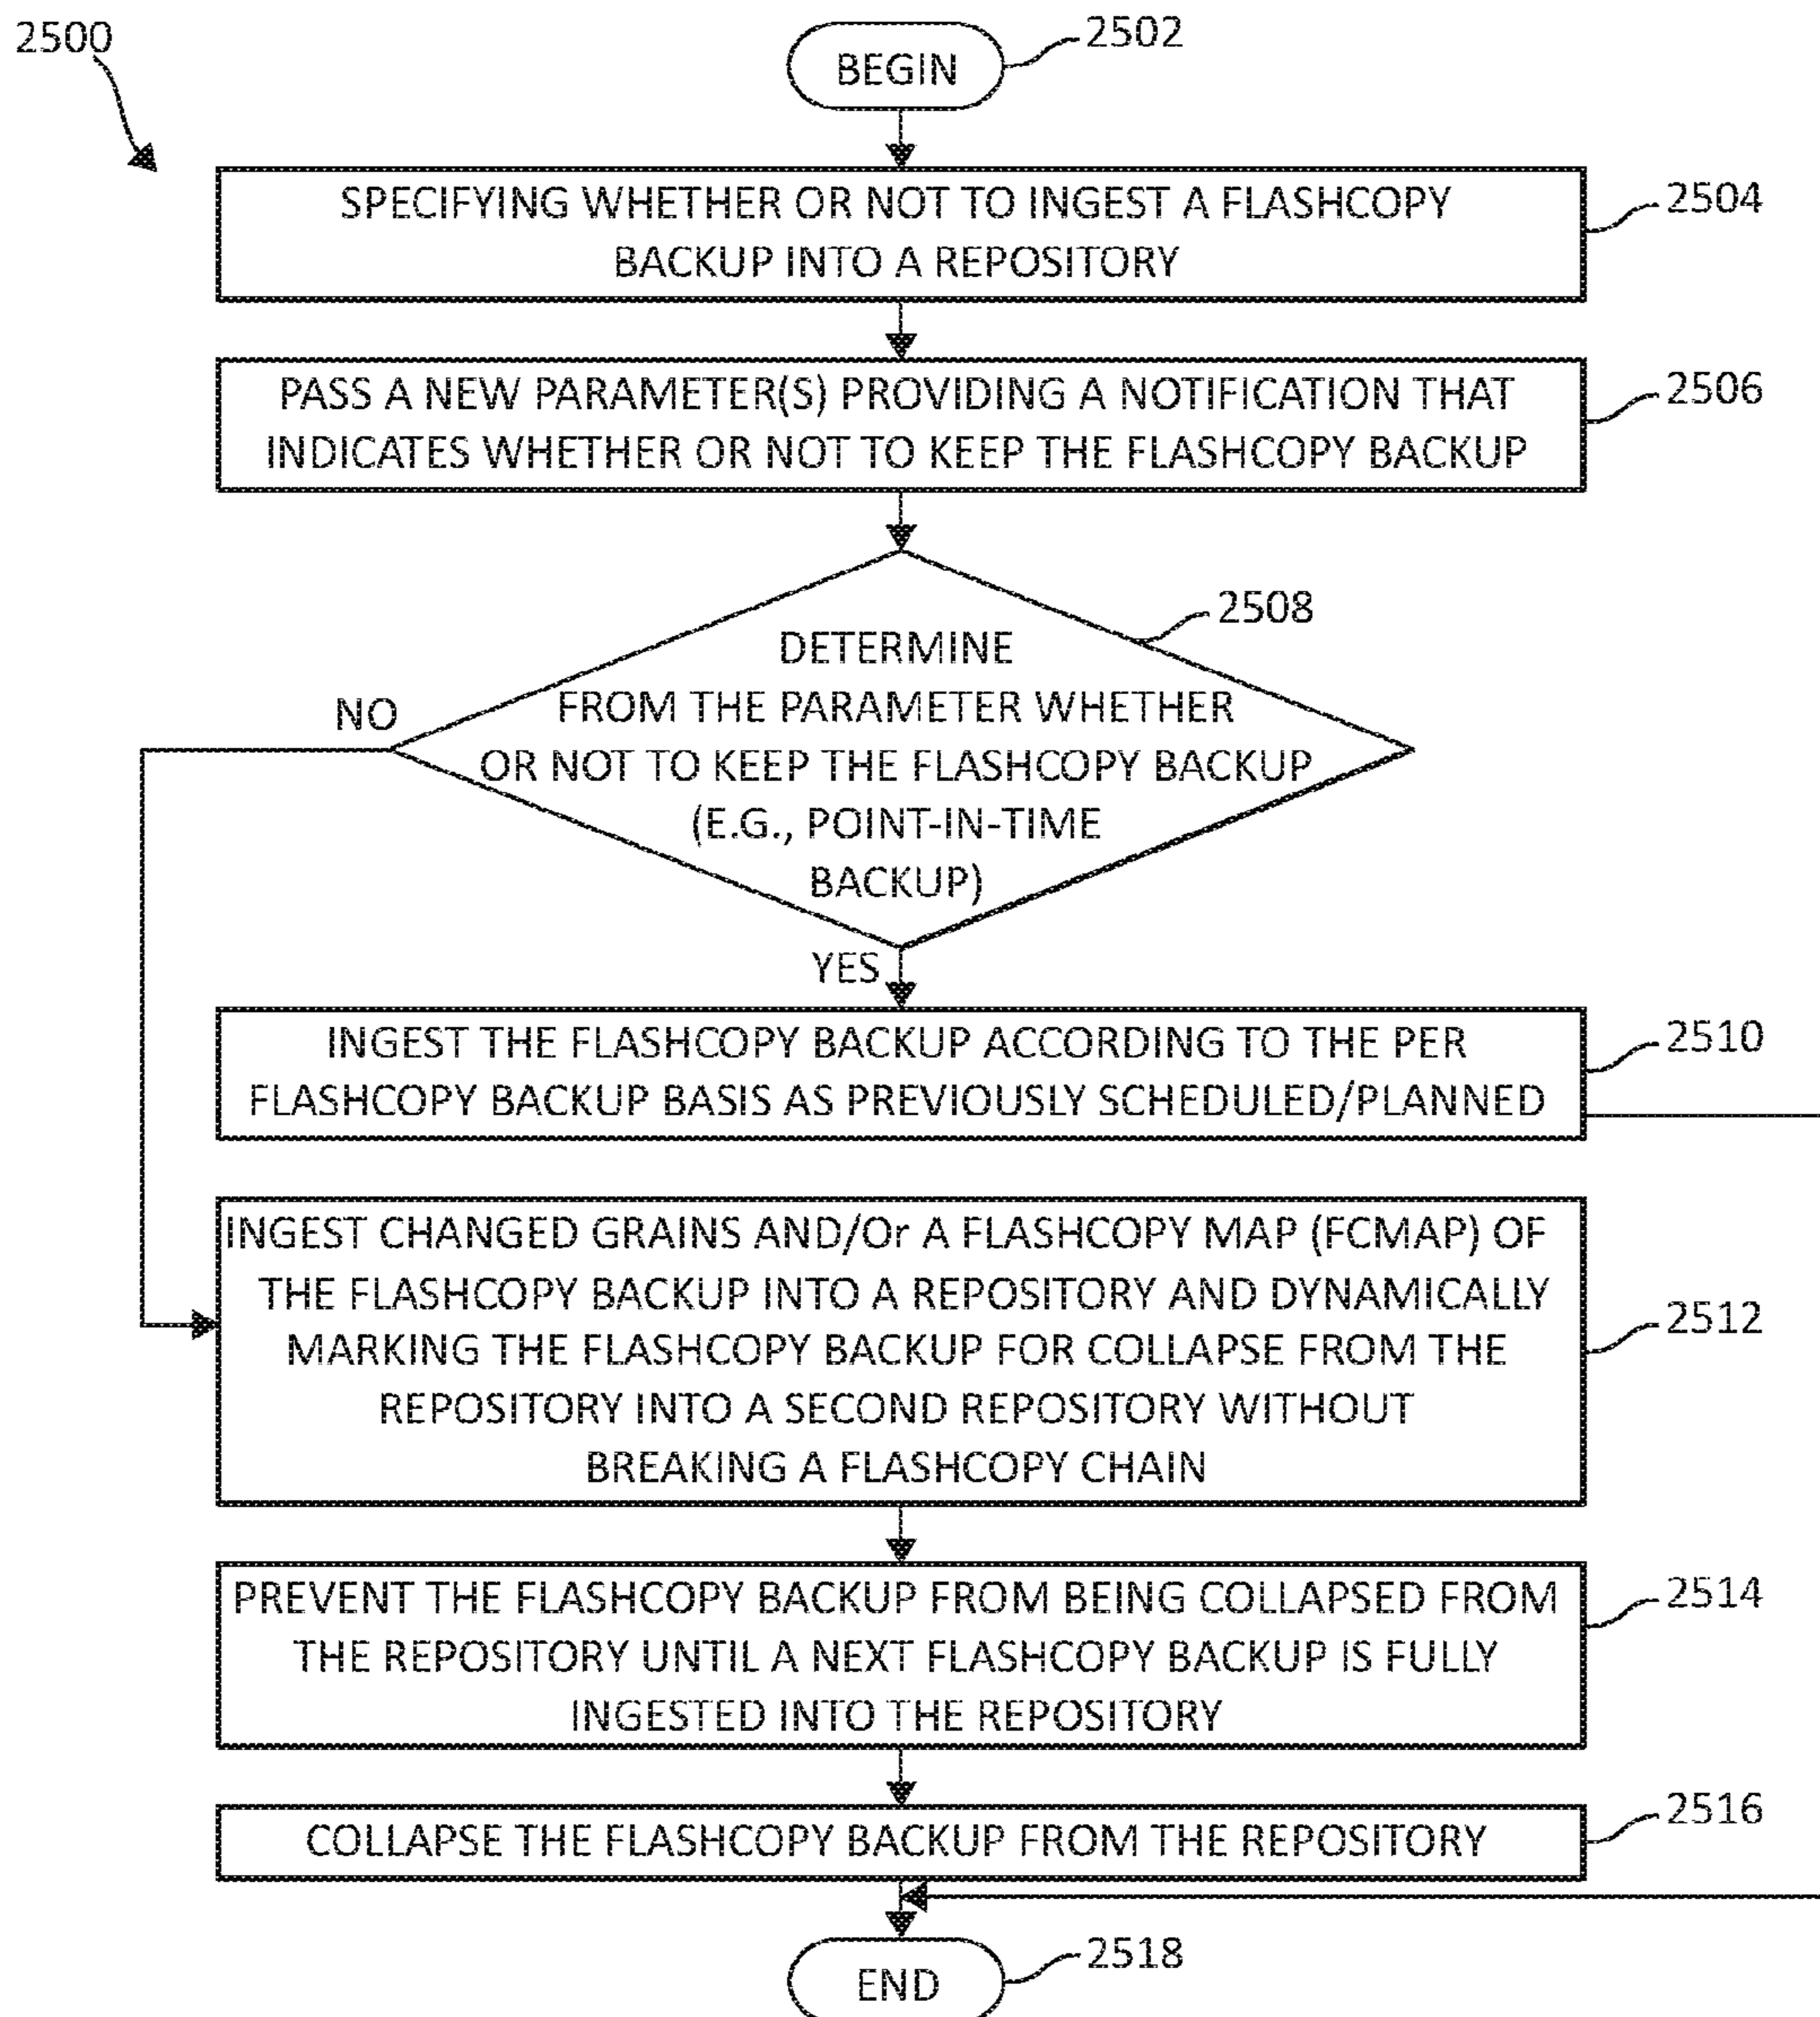 2500
BEGIN
2502
SPECIFYING WHETHER OR NOT TO INGEST A FLASHCOPY
BACKUP INTO A REPOSITORY
2504
PASS A NEW PARAMETER(S) PROVIDING A NOTIFICATION THAT
INDICATES WHETHER OR NOT TO KEEP THE FLASHCOPY BACKUP
2506
2508
DETERMINE
FROM THE PARAMETER WHETHER
OR NOT TO KEEP THE FLASHCOPY BACKUP
(E.G., POINT-IN-TIME
BACKUP)
NO
YES
INGEST THE FLASHCOPY BACKUP ACCORDING TO THE PER
FLASHCOPY BACKUP BASIS AS PREVIOUSLY SCHEDULED/PLANNED
2510
INGEST CHANGED GRAINS AND/Or A FLASHCOPY MAP (FCMAP) OF
THE FLASHCOPY BACKUP INTO A REPOSITORY AND DYNAMICALLY
MARKING THE FLASHCOPY BACKUP FOR COLLAPSE FROM THE
REPOSITORY INTO A SECOND REPOSITORY WITHOUT
BREAKING A FLASHCOPY CHAIN
2512
PREVENT THE FLASHCOPY BACKUP FROM BEING COLLAPSED FROM
THE REPOSITORY UNTIL A NEXT FLASHCOPY BACKUP IS FULLY
INGESTED INTO THE REPOSITORY
2514
COLLAPSE THE FLASHCOPY BACKUP FROM THE REPOSITORY
2516
END
2518